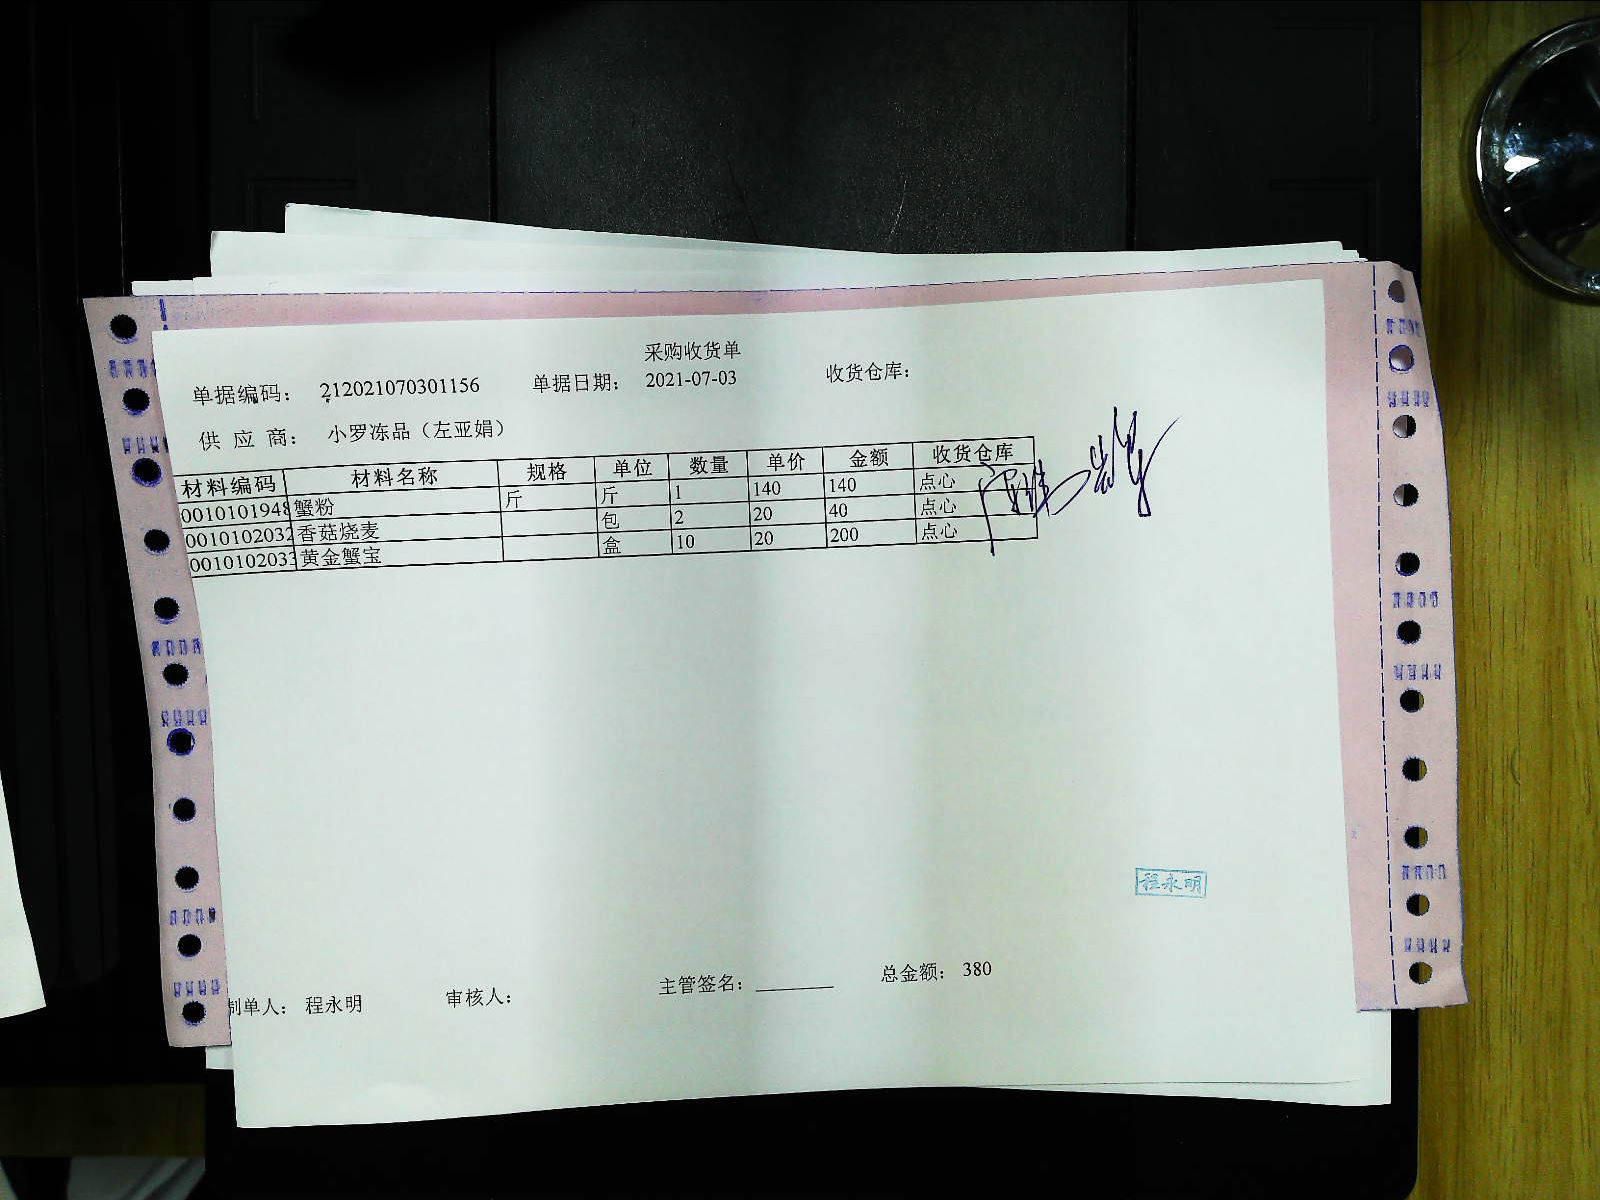 采购收货单
单据编码: 212021070301156 单据日期: 2021-07-03 收货仓库:
供 应 商: 小罗冻品（左亚娟）
材料编码 材料名称 规格 单位 数量 单价 金额 收货仓库
0010101948 蟹粉 斤 斤 1 140 140 点心
0010102032 香菇烧麦 包 2 20 40 点心
0010102033 黄金蟹宝 盒 10 20 200 点心
程永明
制单人: 程永明 审核人: 主管签名: 总金额: 380